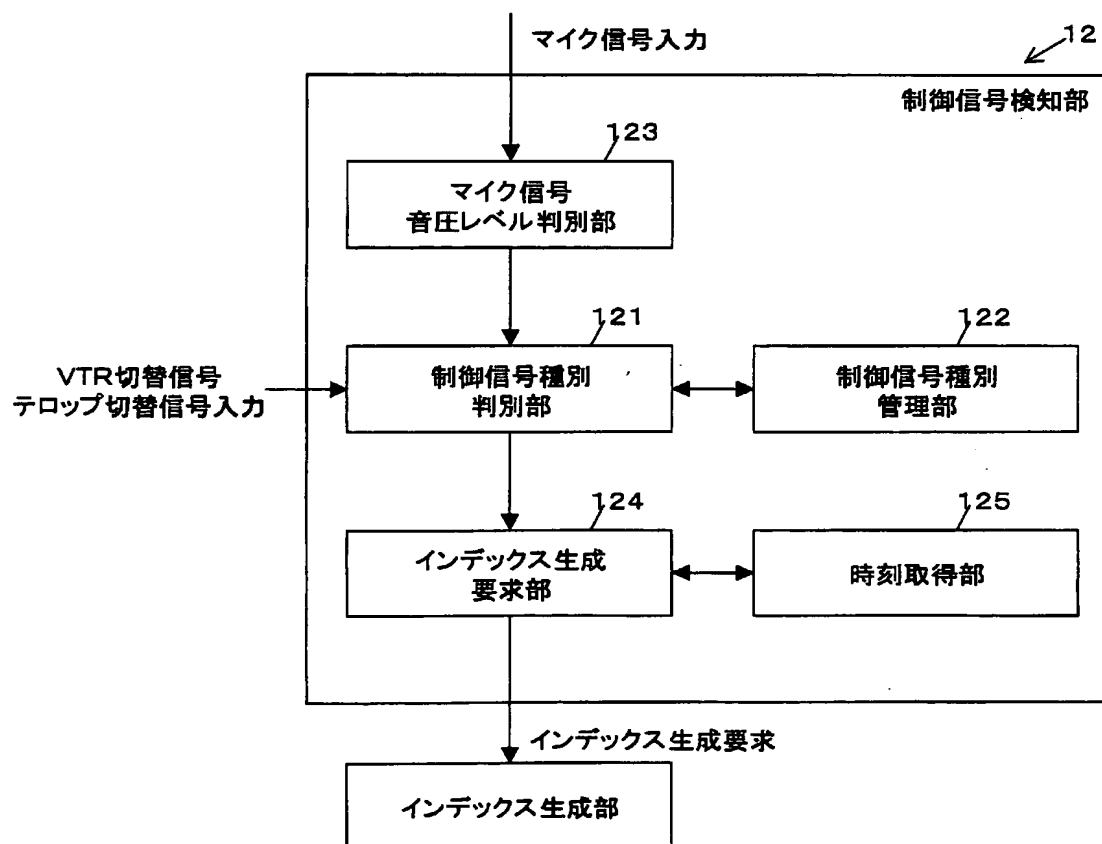 マイク信号入力
12
制御信号検知部
123
マイク信号
音圧レベル判別部
121
122
VTR切替信号
テロップ切替信号入力
制御信号種別
判別部
制御信号種別
管理部
124
125
インデックス生成
要求部
時刻取得部
インデックス生成要求
インデックス生成部